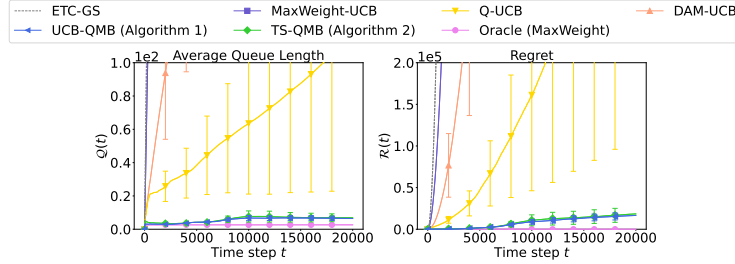 ETC-GS MaxWeight-UCB Q-UCB DAM-UCB
UCB-QMB (Algorithm 1) TS-QMB (Algorithm 2) Oracle (MaxWeight)
1e2 Average Queue Length
1e5 Regret
1.0
0.8
0.6
0.4
0.2
0.0
Q(t)
0 5000 10000 15000 20000
Time step t
2.0
1.5
1.0
0.5
0.0
R(t)
0 5000 10000 15000 20000
Time step t